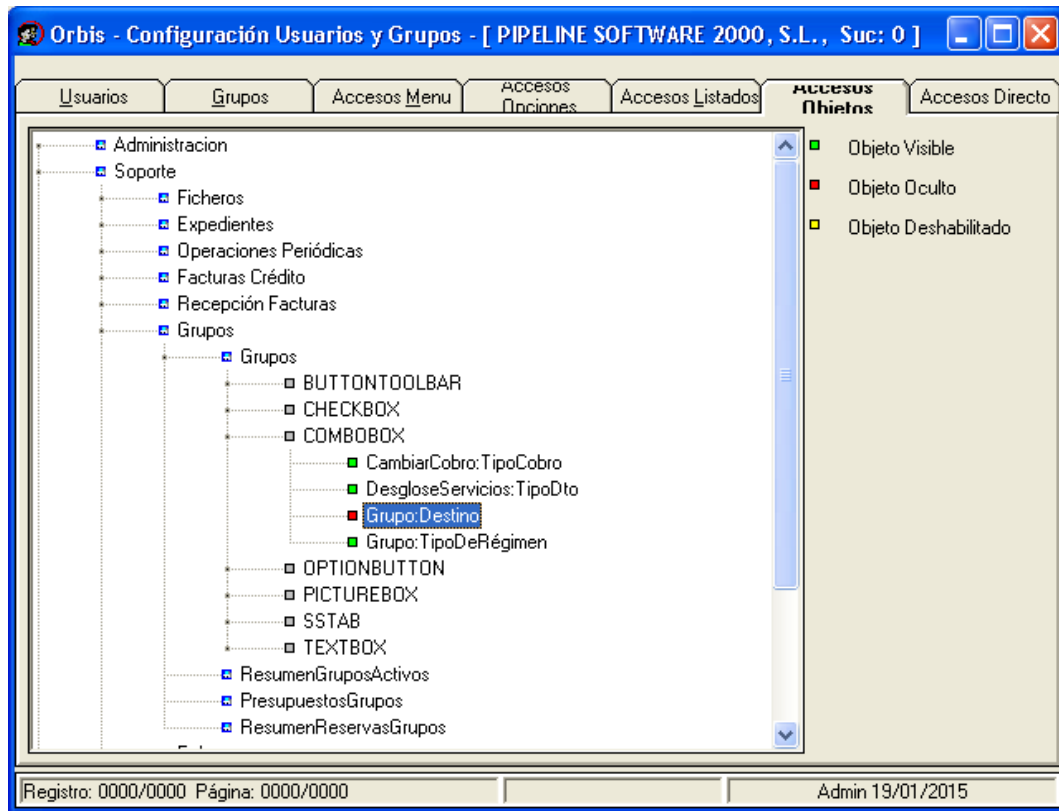 Orbis - Configuración Usuarios y Grupos - [ PIPELINE SOFTWARE 2000, S.L., Suc: 0 ]
Usuarios
Grupos
Accesos Menu
Accesos Opciones
Accesos Listados
Accesos Objetos
Accesos Directo
Administracion
Soporte
Ficheros
Expedientes
Operaciones Periódicas
Facturas Crédito
Recepción Facturas
Grupos
Grupos
BUTTONTOOLBAR
CHECKBOX
COMBOBOX
CambiarCobro:TipoCobro
DesgloseServicios:TipoDto
Grupo:Destino
Grupo:TipoDeRégimen
OPTIONBUTTON
PICTUREBOX
SSTAB
TEXTBOX
ResumenGruposActivos
PresupuestosGrupos
ResumenReservasGrupos
Objeto Visible
Objeto Oculto
Objeto Deshabilitado
Registro: 0000/0000 Página: 0000/0000
Admin 19/01/2015